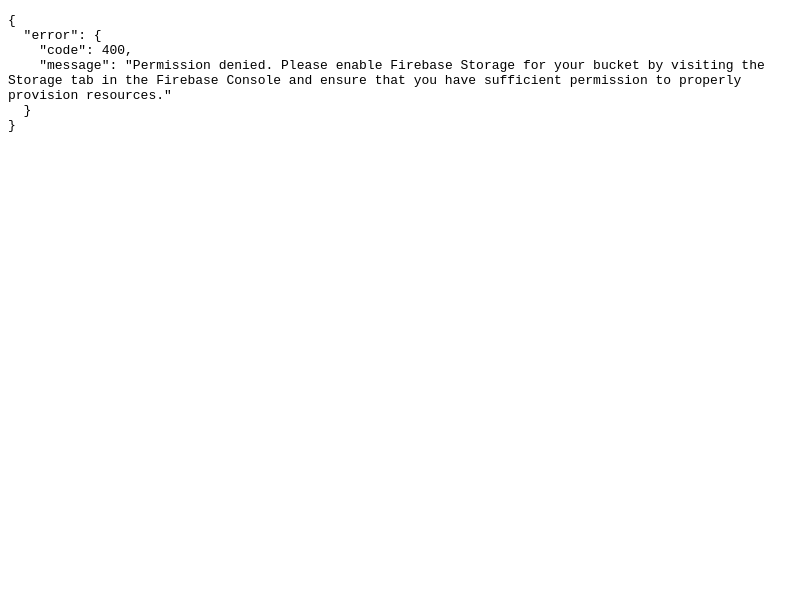 {
  "error": {
    "code": 400,
    "message": "Permission denied. Please enable Firebase Storage for your bucket by visiting the
Storage tab in the Firebase Console and ensure that you have sufficient permission to properly
provision resources."
  }
}